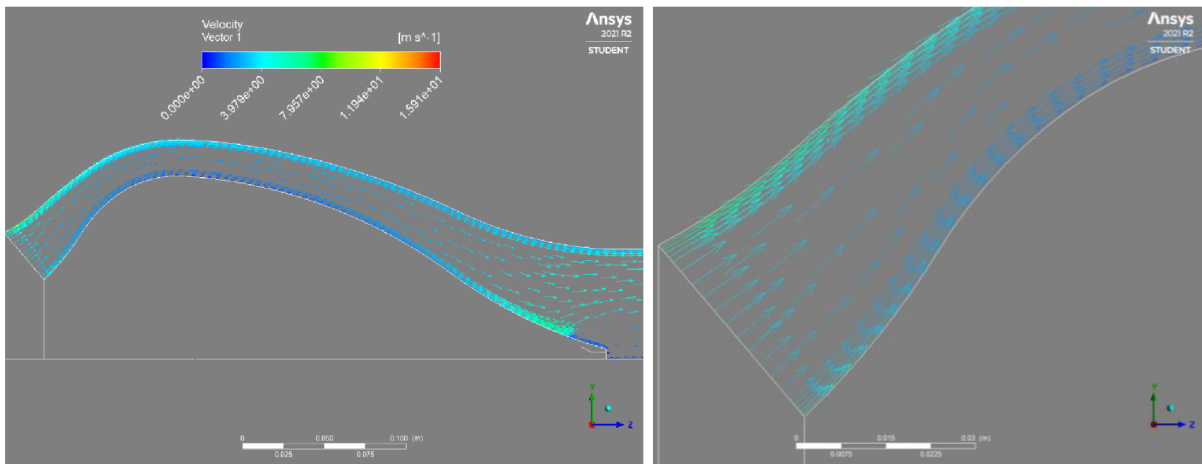 Velocity
Vector 1
[m s^-1]
0.000e+00
3.979e+00
7.957e+00
1.194e+01
1.591e+01
Ansys
2021 R2
STUDENT
Y
Z
0
0.050
0.100 (m)
0.025
0.075
Ansys
2021 R2
STUDENT
Y
Z
0
0.015
0.03 (m)
0.0075
0.0225